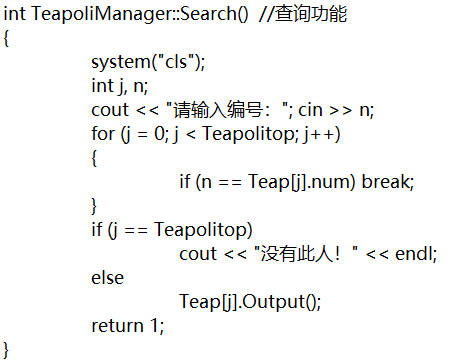 int TeapoliManager::Search()  //查询功能
{
system("cls");
int j, n;
cout << "请输入编号："; cin >> n;
for (j = 0; j < Teapolitop; j++)
{
if (n == Teap[j].num) break;
}
if (j == Teapolitop)
cout << "没有此人！" << endl;
else
Teap[j].Output();
return 1;
}